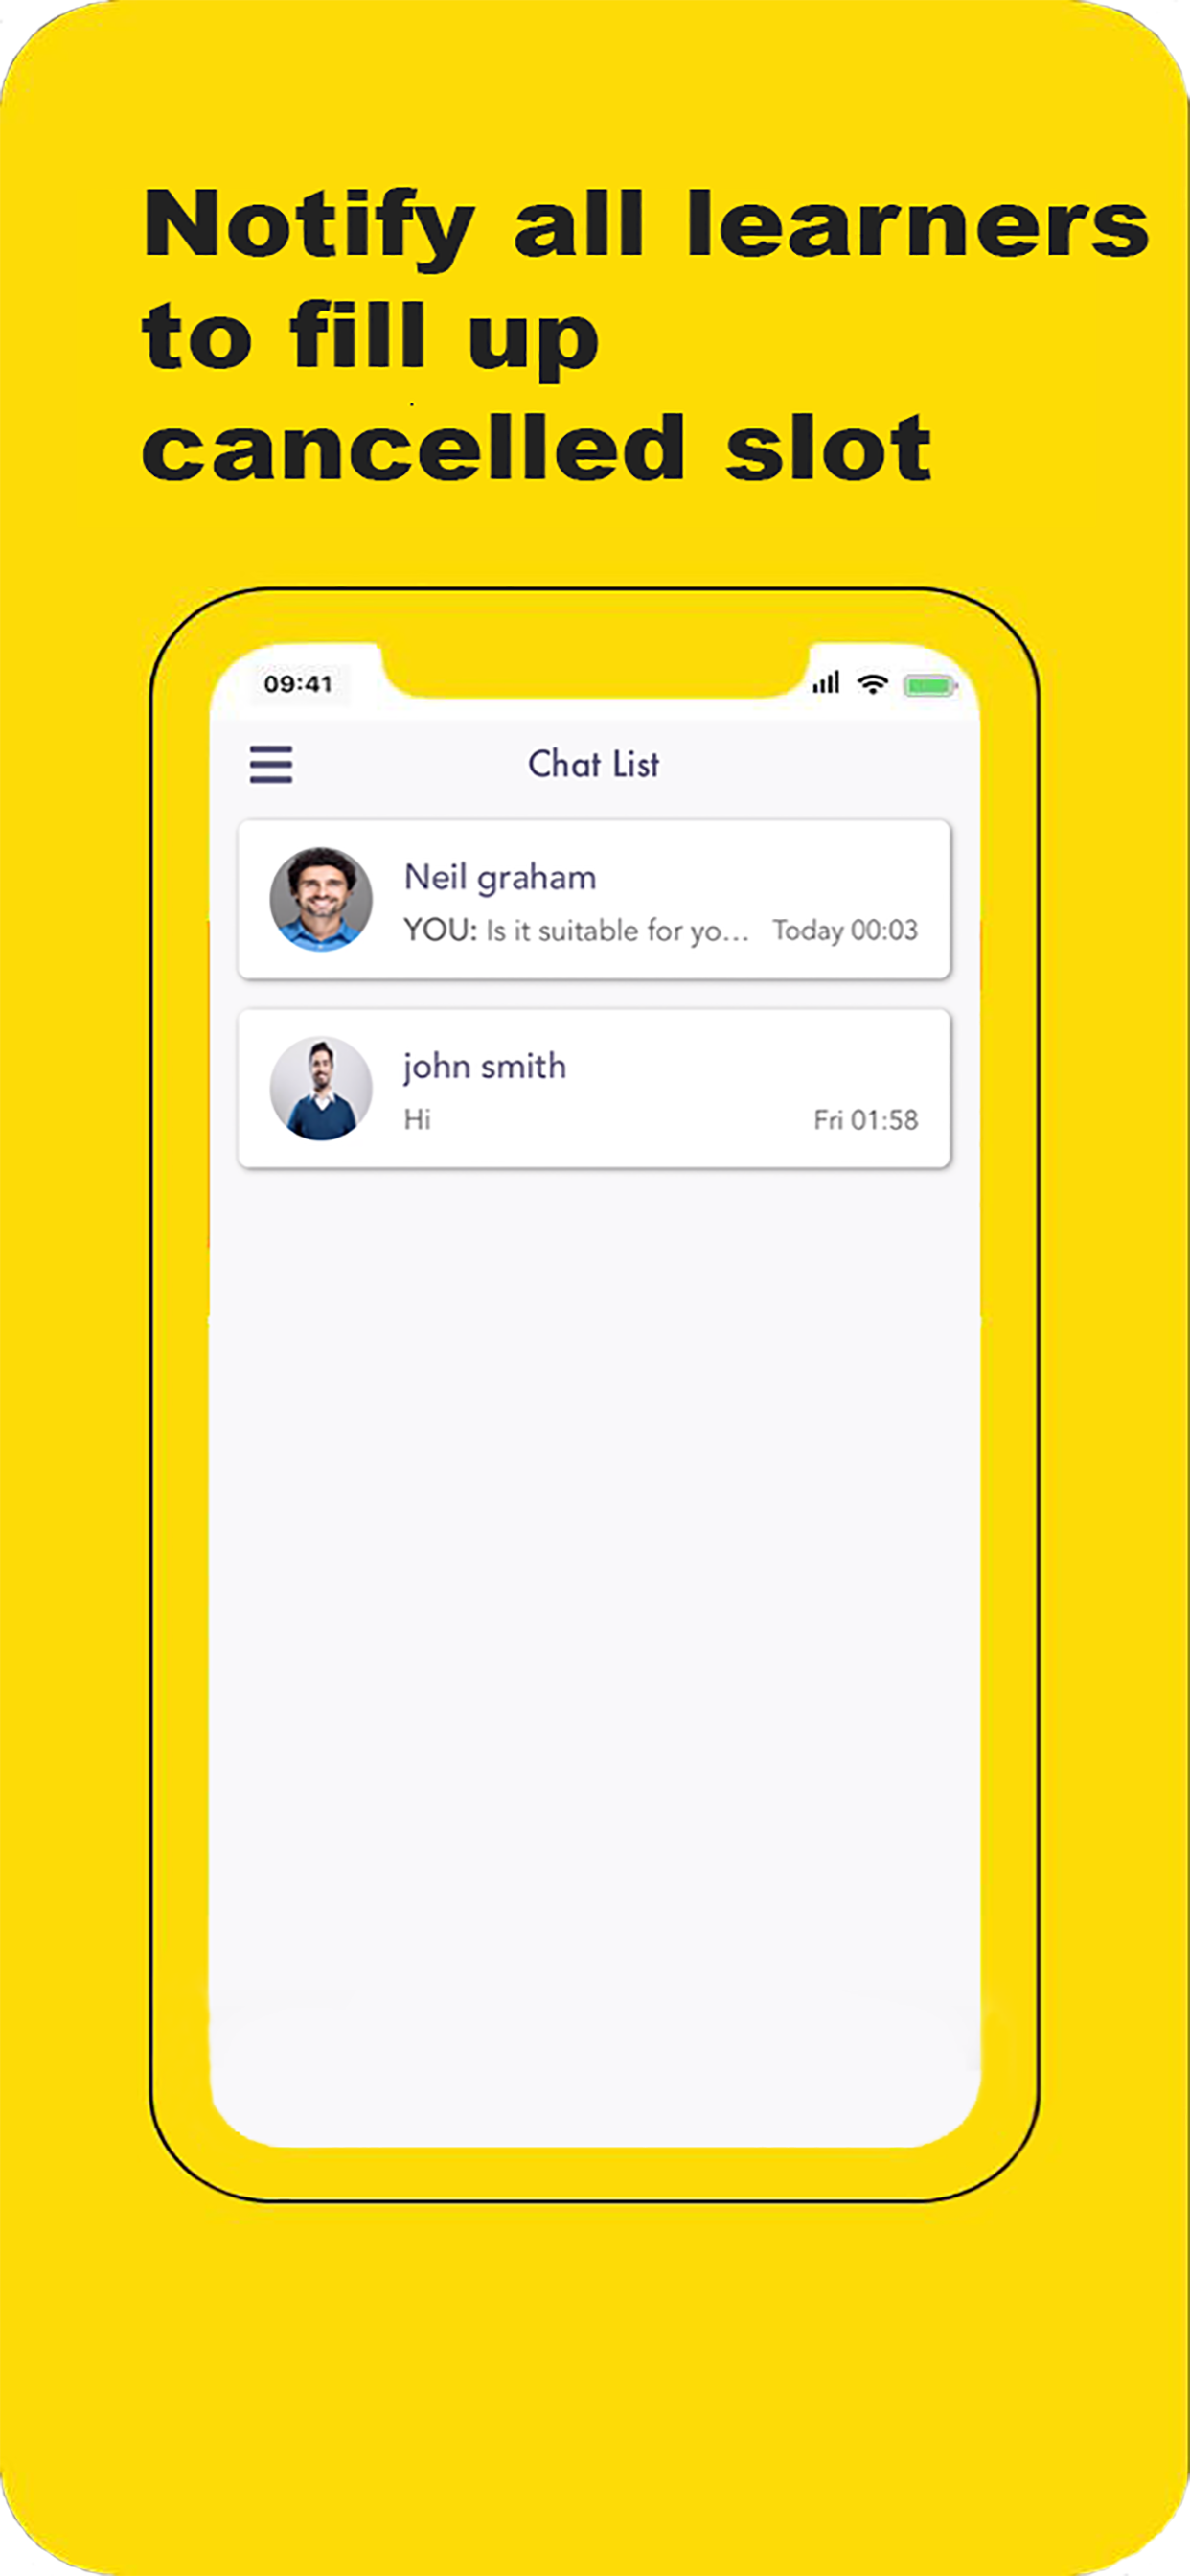 Notify all learners
to fill up
cancelled slot
09:41
Chat List
Neil graham
YOU: Is it suitable for yo... Today 00:03
john smith
Hi Fri 01:58